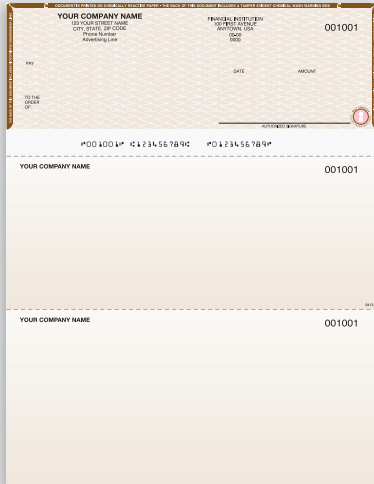 DOCUMENT IS PRINTED ON CHEMICALLY REACTIVE PAPER • THE BACK OF THIS DOCUMENT INCLUDES A TAMPER EVIDENT CHEMICAL WASH WARNING BOX
YOUR COMPANY NAME
123 YOUR STREET NAME
CITY, STATE, ZIP CODE
Phone Number
Advertising Line
FINANCIAL INSTITUTION
100 FIRST AVENUE
ANYTOWN, USA
00-00
0000
001001
PAY
DATE
AMOUNT
TO THE
ORDER
OF:
AUTHORIZED SIGNATURE
⑈001001⑈ ⑆123456789⑆ ⑈0123456789⑈
YOUR COMPANY NAME
001001
YOUR COMPANY NAME
001001